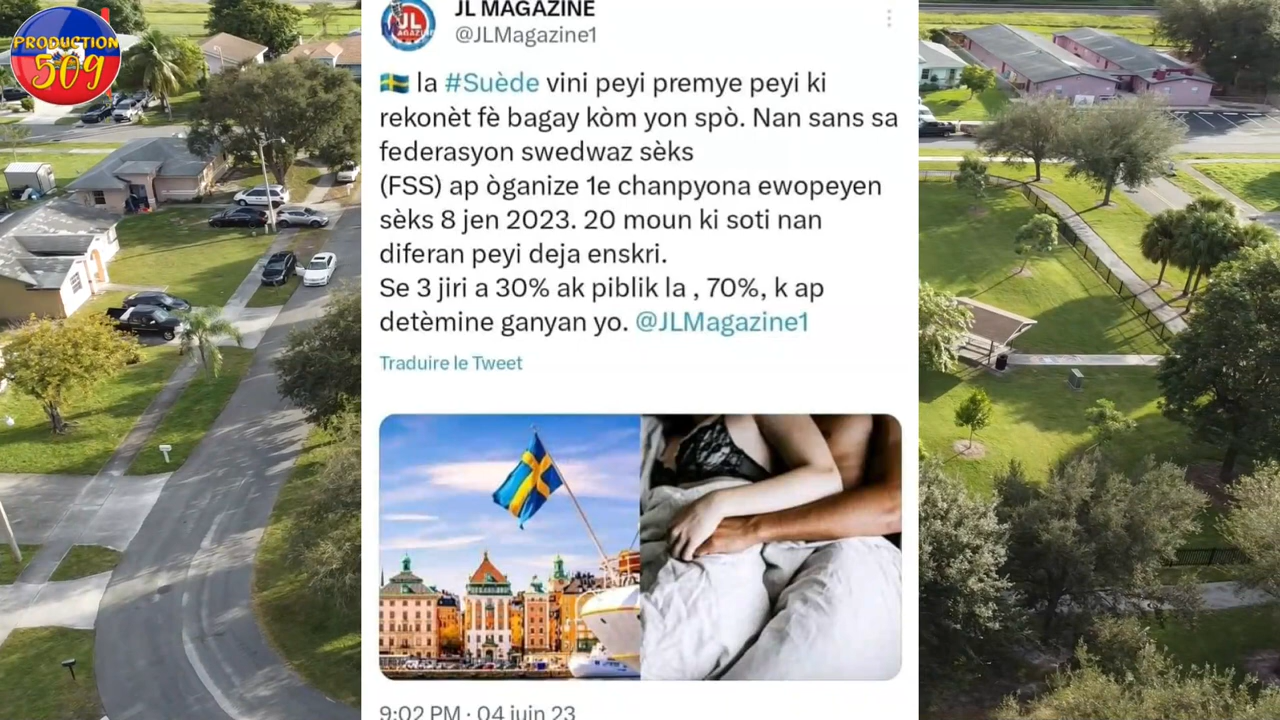 PRODUCTION
509
JL MAGAZINE
@JLMagazine1
la #Suède vini peyi premye peyi ki
rekonèt fè bagay kòm yon spò. Nan sans sa
federasyon swedwaz sèks
(FSS) ap òganize 1e chanpyona ewopeyen
sèks 8 jen 2023. 20 moun ki soti nan
diferan peyi deja enskri.
Se 3 jiri a 30% ak piblik la , 70%, k ap
detèmine ganyan yo. @JLMagazine1
Traduire le Tweet
9:02 PM · 04 juin 23